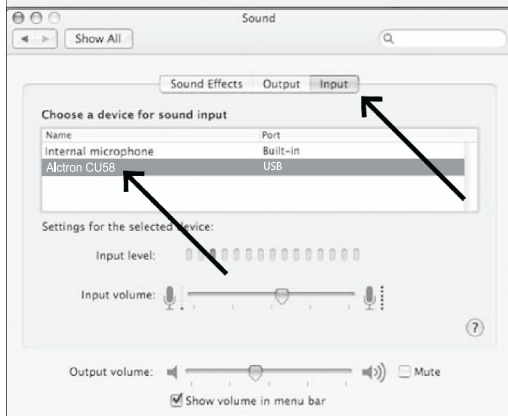 Sound
Show All
Sound Effects Output Input
Choose a device for sound input
Name Port
Internal microphone Built-in
Alctron CU58 USB
Settings for the selected device:
Input level:
Input volume:
?
Output volume: Mute
Show volume in menu bar